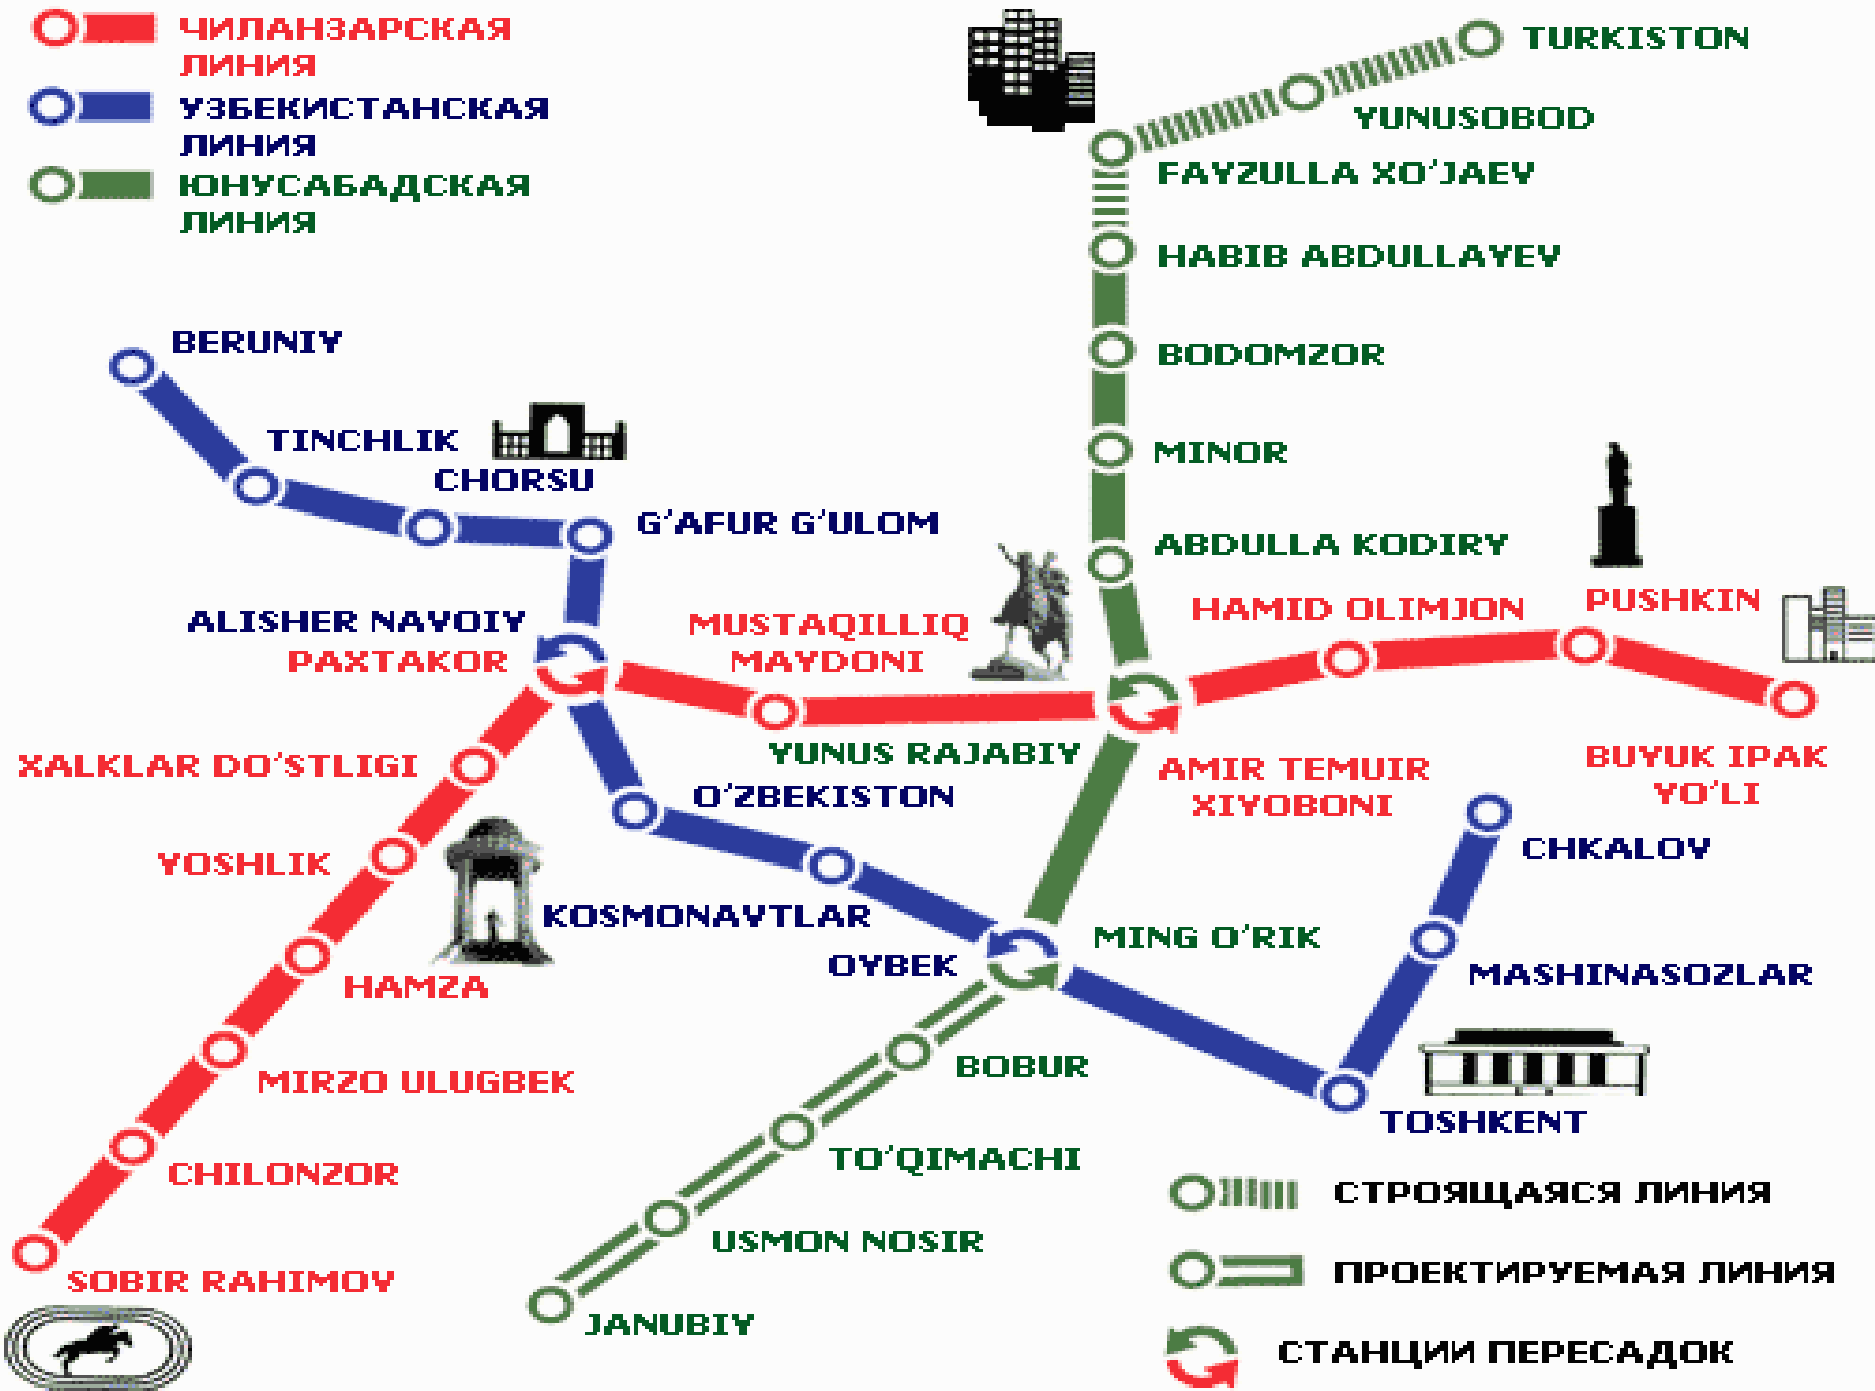 ЧИЛАНЗАРСКАЯ
ЛИНИЯ
УЗБЕКИСТАНСКАЯ
ЛИНИЯ
ЮНУСАБАДСКАЯ
ЛИНИЯ
TURKISTON
YUNUSOBOD
FAYZULLA XO'JAEV
HABIB ABDULLAYEV
BODOMZOR
MINOR
ABDULLA KODIRY
BERUNIY
TINCHLIK
CHORSU
G'AFUR G'ULOM
ALISHER NAVOIY
PAXTAKOR
MUSTAQILLIQ
MAYDONI
HAMID OLIMJON
PUSHKIN
YUNUS RAJABIY
AMIR TEMUIR
XIYOBONI
BUYUK IPAK
YO'LI
XALKLAR DO'STLIGI
O'ZBEKISTON
CHKALOV
YOSHLIK
KOSMONAVTLAR
MING O'RIK
OYBEK
MASHINASOZLAR
HAMZA
BOBUR
MIRZO ULUGBEK
TOSHKENT
TO'QIMACHI
CHILONZOR
USMON NOSIR
SOBIR RAHIMOV
JANUBIY
СТРОЯЩАЯСЯ ЛИНИЯ
ПРОЕКТИРУЕМАЯ ЛИНИЯ
СТАНЦИИ ПЕРЕСАДОК